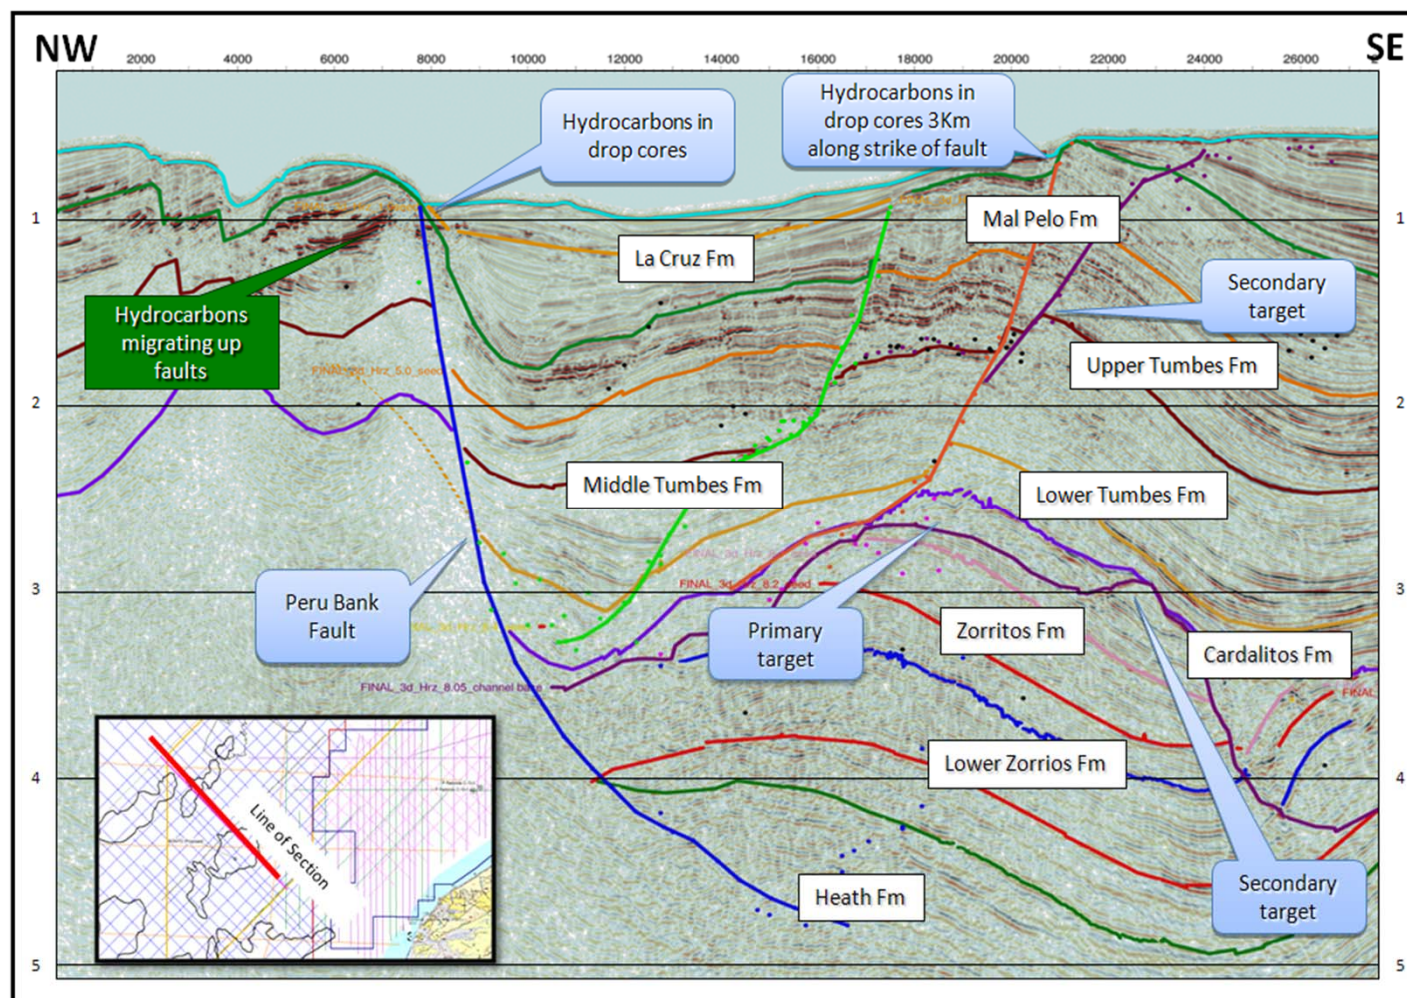 NW
SE
2000 4000 6000 8000 10000 12000 14000 16000 18000 20000 22000 24000 26000
Hydrocarbons in
drop cores
Hydrocarbons in
drop cores 3Km
along strike of fault
1
1
Mal Pelo Fm
La Cruz Fm
Secondary
target
Hydrocarbons
migrating up
faults
Upper Tumbes Fm
2
2
Middle Tumbes Fm
Lower Tumbes Fm
3
3
Peru Bank
Fault
Primary
target
Zorritos Fm
Cardalitos Fm
FINAL_3d_Hrz_8.05_channel base
FINAL
Line of Section
4
4
Lower Zorrios Fm
Heath Fm
Secondary
target
5
5